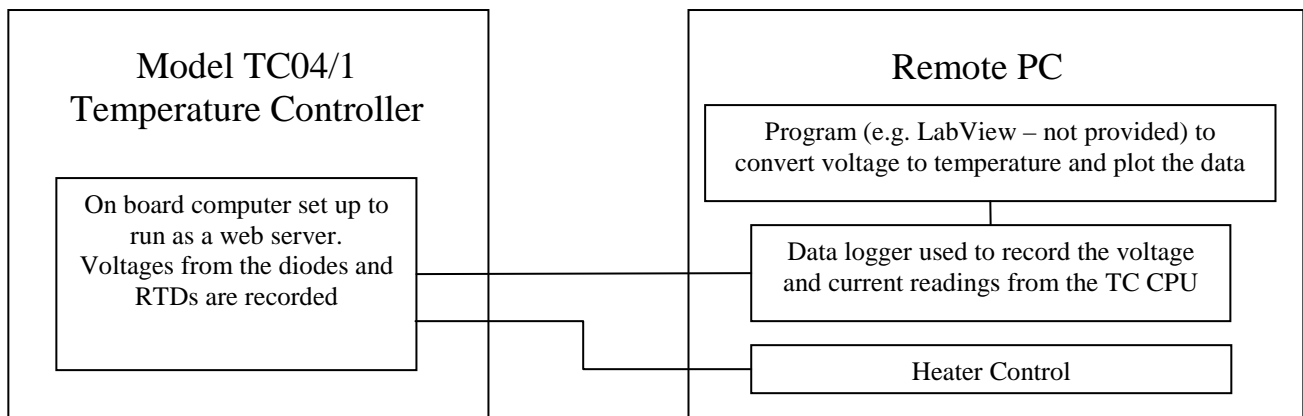 Model TC04/1
Temperature Controller
On board computer set up to
run as a web server.
Voltages from the diodes and
RTDs are recorded
Remote PC
Program (e.g. LabView – not provided) to
convert voltage to temperature and plot the data
Data logger used to record the voltage
and current readings from the TC CPU
Heater Control